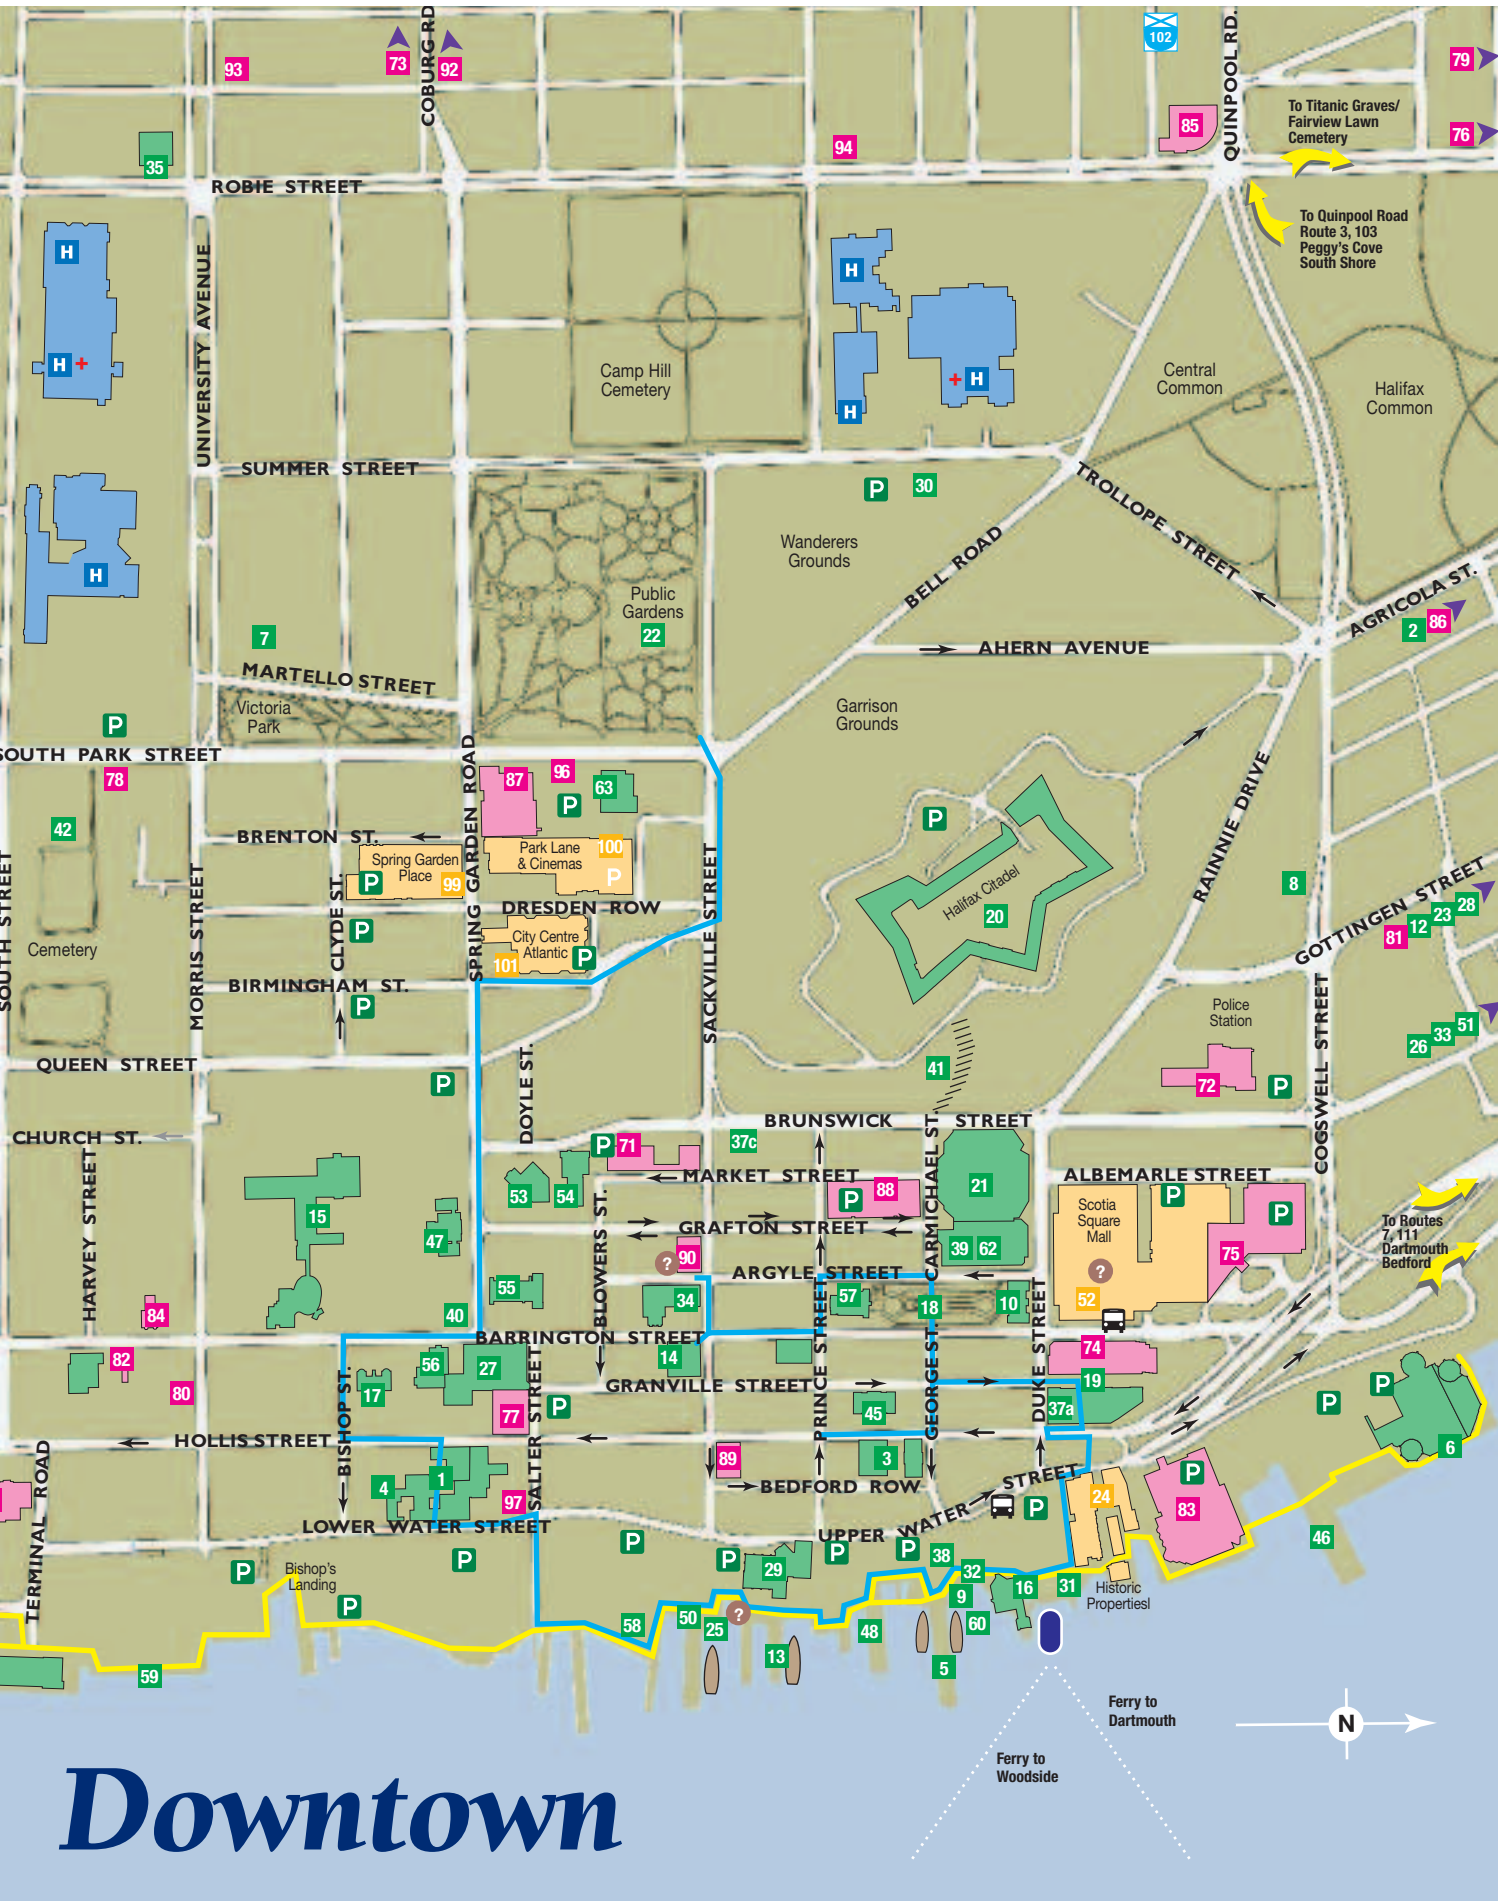 COBURG RD
QUINPOOL RD.
102
93
73
92
79
76
85
94
35
To Titanic Graves/
Fairview Lawn
Cemetery
ROBIE STREET
To Quinpool Road
Route 3, 103
Peggy's Cove
South Shore
H
H
H
H
H
H
UNIVERSITY AVENUE
Camp Hill
Cemetery
Central
Common
Halifax
Common
SUMMER STREET
P
30
TROLLOPE STREET
Wanderers
Grounds
BELL ROAD
Public
Gardens
22
7
AGRICOLA ST.
2
86
AHERN AVENUE
MARTELLO STREET
Victoria
Park
Garrison
Grounds
P
SOUTH PARK STREET
78
SPRING GARDEN ROAD
87
96
63
P
P
RAINNIE DRIVE
42
BRENTON ST.
Spring Garden
Place
P
99
Park Lane
& Cinemas
100
P
SOUTH STREET
MORRIS STREET
CLYDE ST.
SACKVILLE STREET
DRESDEN ROW
Halifax Citadel
20
8
GOTTINGEN STREET
28
23
12
81
Cemetery
P
City Centre
Atlantic
P
101
BIRMINGHAM ST.
P
Police
Station
COGSWELL STREET
51
33
26
QUEEN STREET
P
DOYLE ST.
41
72
P
CHURCH ST.
HARVEY STREET
BRUNSWICK STREET
P
71
37c
CARMICHAEL ST.
MARKET STREET
ALBEMARLE STREET
53
54
P
88
21
Scotia
Square
Mall
P
P
15
47
BLOWERS ST.
GRAFTON STREET
39
62
75
To Routes
7, 111
Dartmouth
Bedford
?
90
ARGYLE STREET
?
52
55
34
57
18
10
84
40
BARRINGTON STREET
PRINCE STREET
GEORGE ST.
DUKE STREET
74
82
80
56
27
14
17
GRANVILLE STREET
19
37a
45
77
P
P
P
HOLLIS STREET
BISHOP ST.
SALTER STREET
6
89
3
4
1
97
BEDFORD ROW
TERMINAL ROAD
LOWER WATER STREET
UPPER WATER STREET
P
24
P
83
46
P
P
P
P
P
P
P
Bishop's
Landing
29
38
32
9
16
31
Historic
Propertiesl
58
50
25
?
48
60
59
13
5
Ferry to
Dartmouth
N
Ferry to
Woodside
Downtown